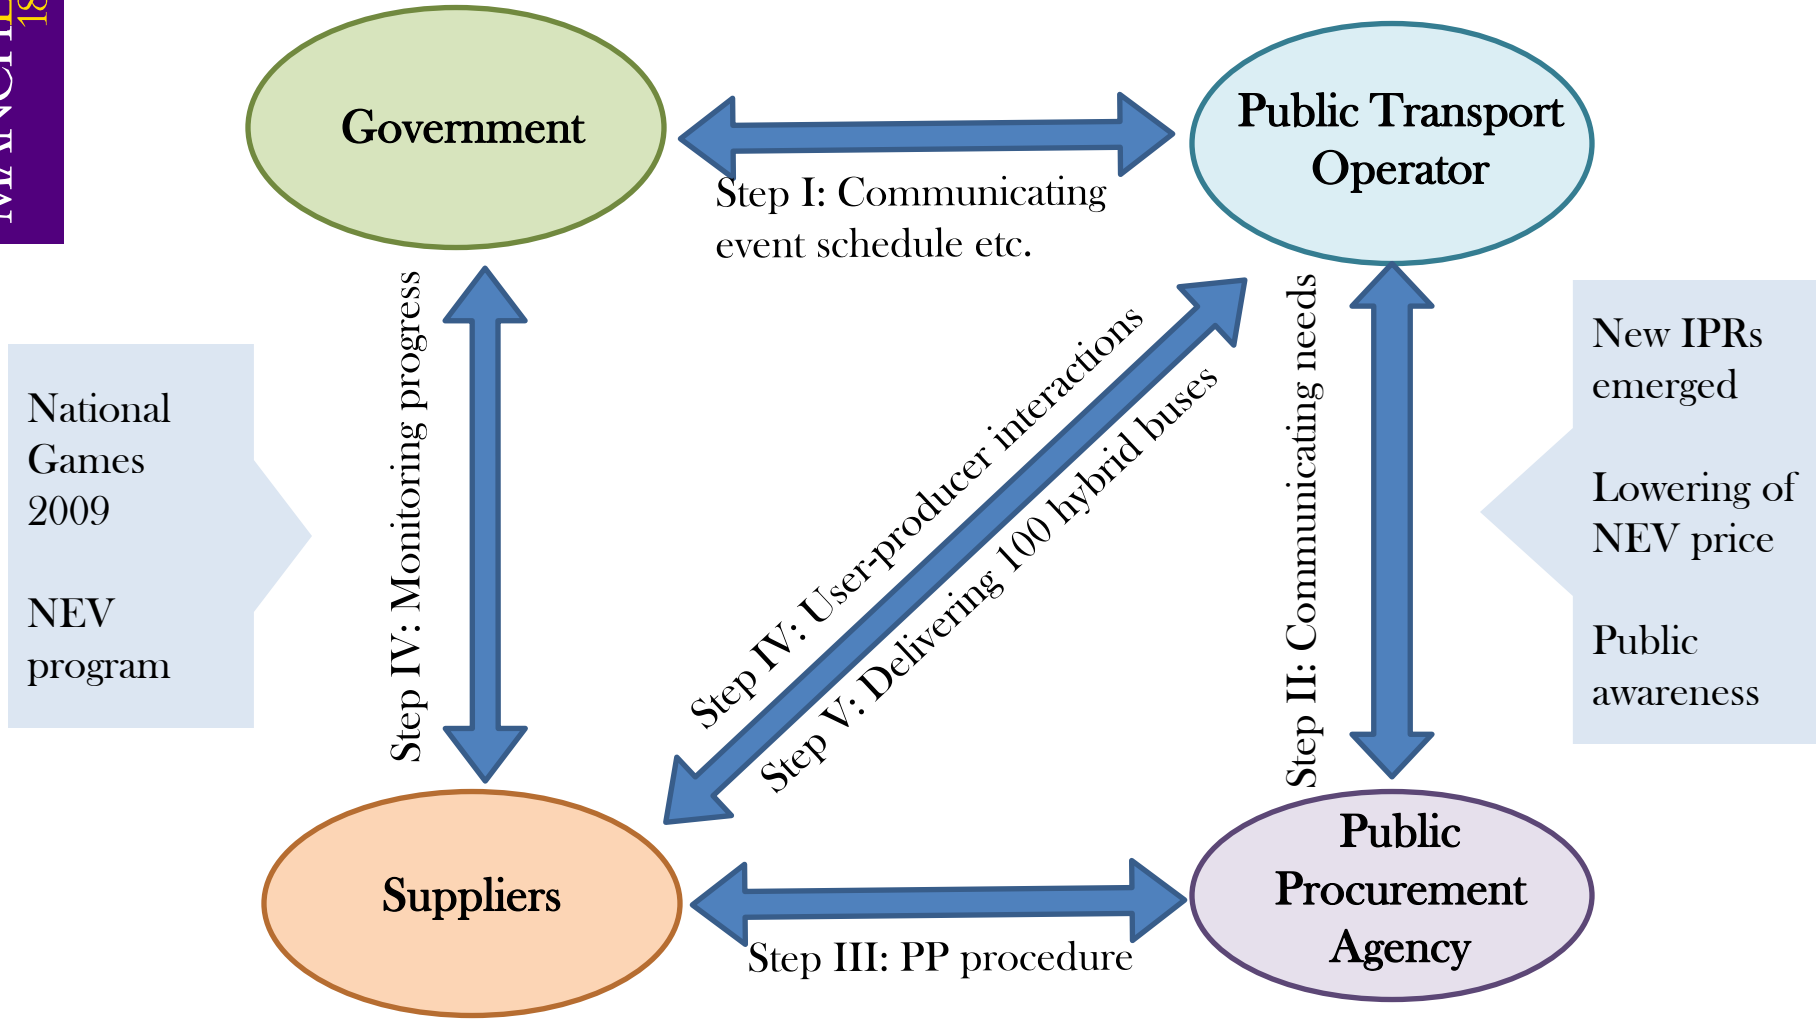 18
Government
Public Transport
Operator
Step I: Communicating
event schedule etc.
National
Games
2009
NEV
program
Step IV: Monitoring progress
Step IV: User-producer interactions
Step V: Delivering 100 hybrid buses
Step II: Communicating needs
New IPRs
emerged
Lowering of
NEV price
Public
awareness
Suppliers
Step III: PP procedure
Public
Procurement
Agency